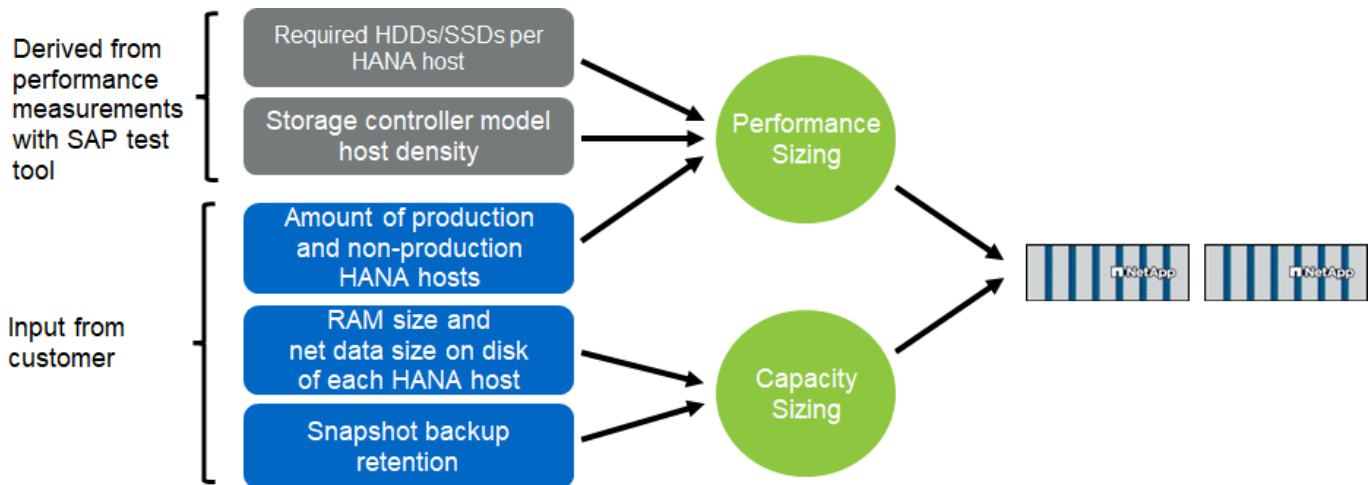 Derived from
performance
measurements
with SAP test
tool
Required HDDs/SSDs per
HANA host
Storage controller model
host density
Performance
Sizing
Input from
customer
Amount of production
and non-production
HANA hosts
RAM size and
net data size on disk
of each HANA host
Snapshot backup
retention
Capacity
Sizing
NetApp
NetApp